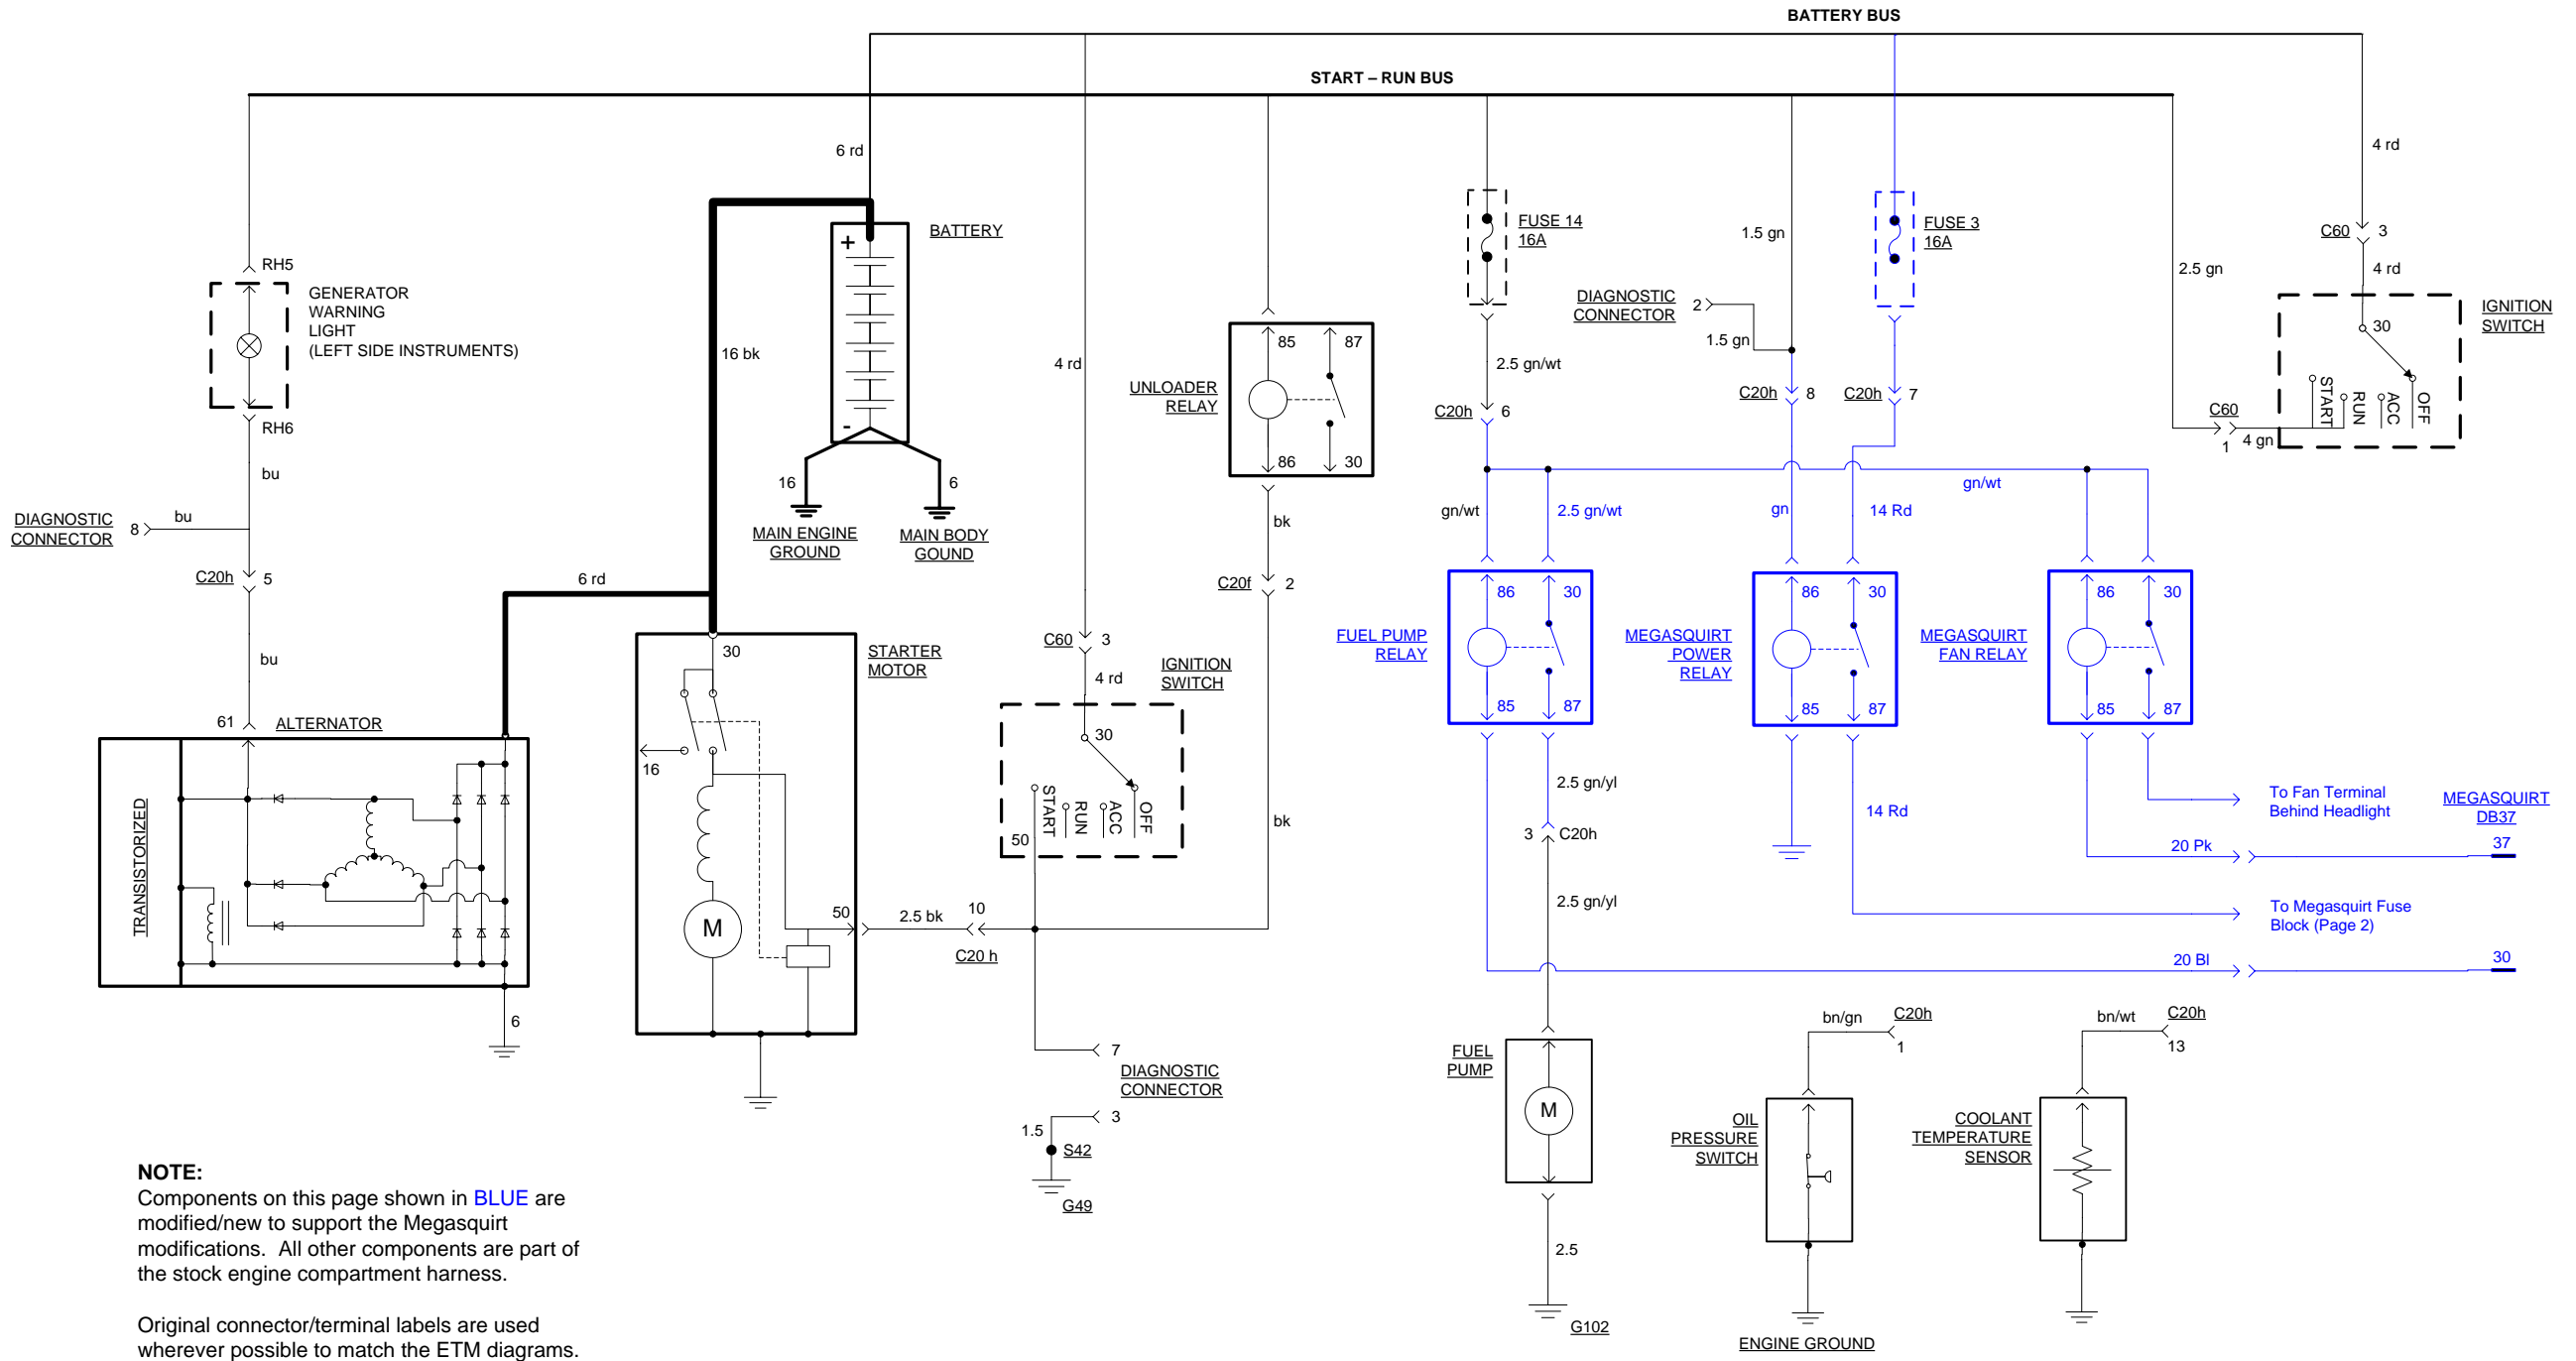 BATTERY BUS
START – RUN BUS
6 rd
4 rd
RH5
GENERATOR
WARNING
LIGHT
(LEFT SIDE INSTRUMENTS)
RH6
bu
DIAGNOSTIC
CONNECTOR
8
bu
C20h
5
bu
61
ALTERNATOR
TRANSISTORIZED
6
6 rd
16 bk
BATTERY
+
-
16
6
MAIN ENGINE
GROUND
MAIN BODY
GOUND
STARTER
MOTOR
30
16
M
50
2.5 bk
10
C20 h
4 rd
C60
3
4 rd
IGNITION
SWITCH
30
START
RUN
ACC
OFF
50
7
DIAGNOSTIC
CONNECTOR
3
1.5
S42
G49
UNLOADER
RELAY
85
87
86
30
bk
C20f
2
bk
FUSE 14
16A
2.5 gn/wt
C20h
6
gn/wt
2.5 gn/wt
FUEL PUMP
RELAY
86
30
85
87
2.5 gn/yl
3
C20h
2.5 gn/yl
FUEL
PUMP
M
2.5
G102
1.5 gn
DIAGNOSTIC
CONNECTOR
2
1.5 gn
C20h
8
FUSE 3
16A
C20h
7
gn
14 Rd
gn/wt
MEGASQUIRT
POWER
RELAY
86
30
85
87
14 Rd
MEGASQUIRT
FAN RELAY
86
30
85
87
2.5 gn
C60
3
4 rd
IGNITION
SWITCH
30
START
RUN
ACC
OFF
C60
1
4 gn
To Fan Terminal
Behind Headlight
MEGASQUIRT
DB37
20 Pk
37
To Megasquirt Fuse
Block (Page 2)
20 Bl
30
bn/gn
C20h
1
OIL
PRESSURE
SWITCH
ENGINE GROUND
bn/wt
C20h
13
COOLANT
TEMPERATURE
SENSOR
NOTE:
Components on this page shown in BLUE are
modified/new to support the Megasquirt
modifications.  All other components are part of
the stock engine compartment harness.
Original connector/terminal labels are used
wherever possible to match the ETM diagrams.